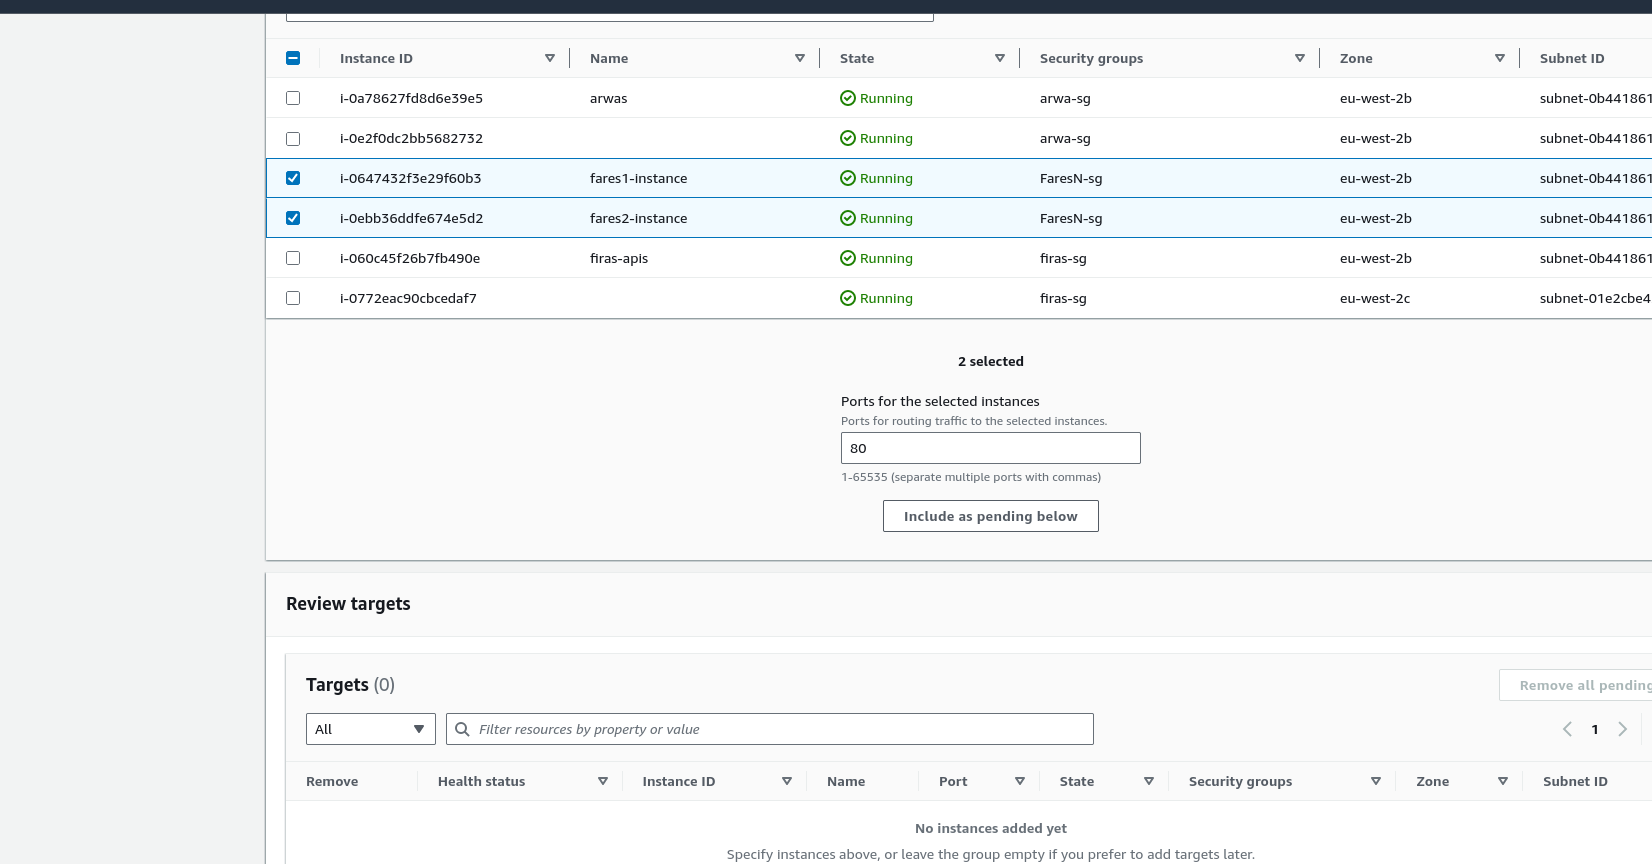 Instance ID Name State Security groups Zone Subnet ID
i-0a78627fd8d6e39e5 arwas Running arwa-sg eu-west-2b subnet-0b441861
i-0e2f0dc2bb5682732 Running arwa-sg eu-west-2b subnet-0b441861
i-0647432f3e29f60b3 fares1-instance Running FaresN-sg eu-west-2b subnet-0b441861
i-0ebb36ddfe674e5d2 fares2-instance Running FaresN-sg eu-west-2b subnet-0b441861
i-060c45f26b7fb490e firas-apis Running firas-sg eu-west-2b subnet-0b441861
i-0772eac90cbcedaf7 Running firas-sg eu-west-2c subnet-01e2cbe4
2 selected
Ports for the selected instances
Ports for routing traffic to the selected instances.
80
1-65535 (separate multiple ports with commas)
Include as pending below
Review targets
Targets (0)
Remove all pending
All Filter resources by property or value 1
Remove Health status Instance ID Name Port State Security groups Zone Subnet ID
No instances added yet
Specify instances above, or leave the group empty if you prefer to add targets later.